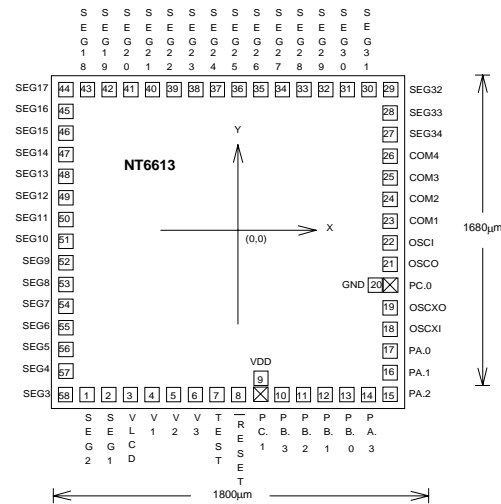 SEG18 SEG19 SEG20 SEG21 SEG22 SEG23 SEG24 SEG25 SEG26 SEG27 SEG28 SEG29 SEG30 SEG31
SEG17 44 43 42 41 40 39 38 37 36 35 34 33 32 31 30 29 SEG32
SEG16 45 28 SEG33
SEG15 46 Y 27 SEG34
SEG14 47 NT6613 26 COM4
SEG13 48 25 COM3
SEG12 49 24 COM2
SEG11 50 X 23 COM1
1680µm
SEG10 51 (0,0) 22 OSCI
SEG9 52 21 OSCO
SEG8 53 GND 20 PC.0
SEG7 54 19 OSCXO
SEG6 55 18 OSCXI
SEG5 56 17 PA.0
VDD
SEG4 57 9 16 PA.1
SEG3 58 1 2 3 4 5 6 7 8 10 11 12 13 14 15 PA.2
SEG2 SEG1 VLCD V1 V2 V3 TEST RESET PC.1 PB.3 PB.2 PB.1 PB.0 PA.3
1800µm